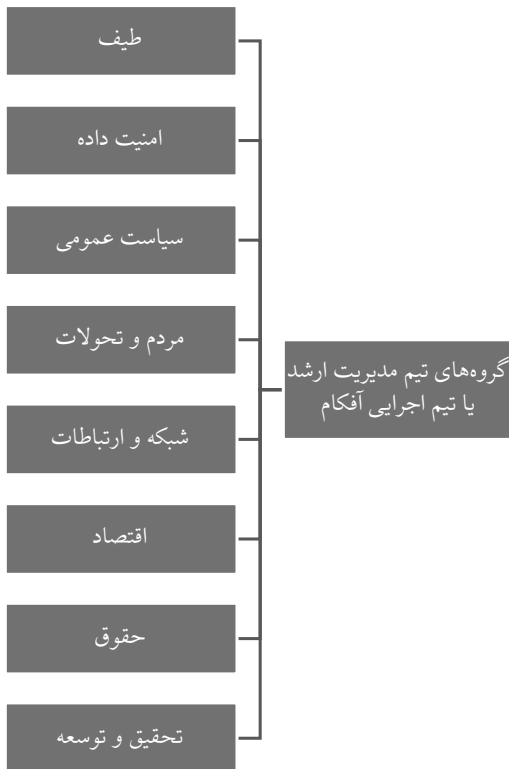 گروه‌های تیم مدیریت ارشد
یا تیم اجرایی آفکام
طیف
امنیت داده
سیاست عمومی
مردم و تحولات
شبکه و ارتباطات
اقتصاد
حقوق
تحقیق و توسعه